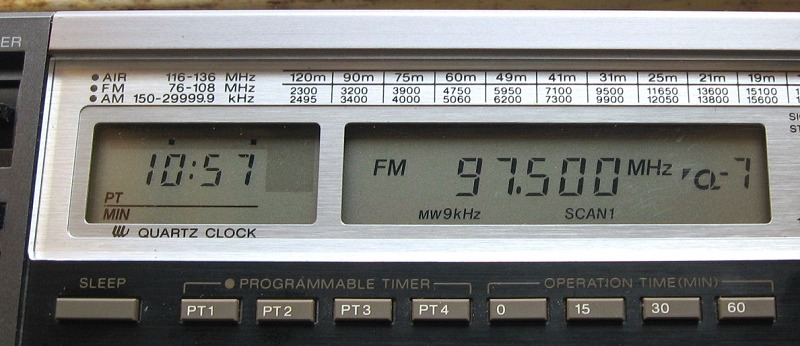 ER
● AIR 116-136 MHz
● FM 76-108 MHz
● AM 150-29999.9 kHz
120m 90m 75m 60m 49m 41m 31m 25m 21m 19m
2300 3200 3900 4750 5950 7100 9500 11650 13600 15100
2495 3400 4000 5060 6200 7300 9900 12050 13800 15600
10:57
PT
MIN
QUARTZ CLOCK
FM 97.500 MHz a-7
MW9kHz SCAN1
SLEEP
● PROGRAMMABLE TIMER
OPERATION TIME(MIN)
PT1 PT2 PT3 PT4 0 15 30 60